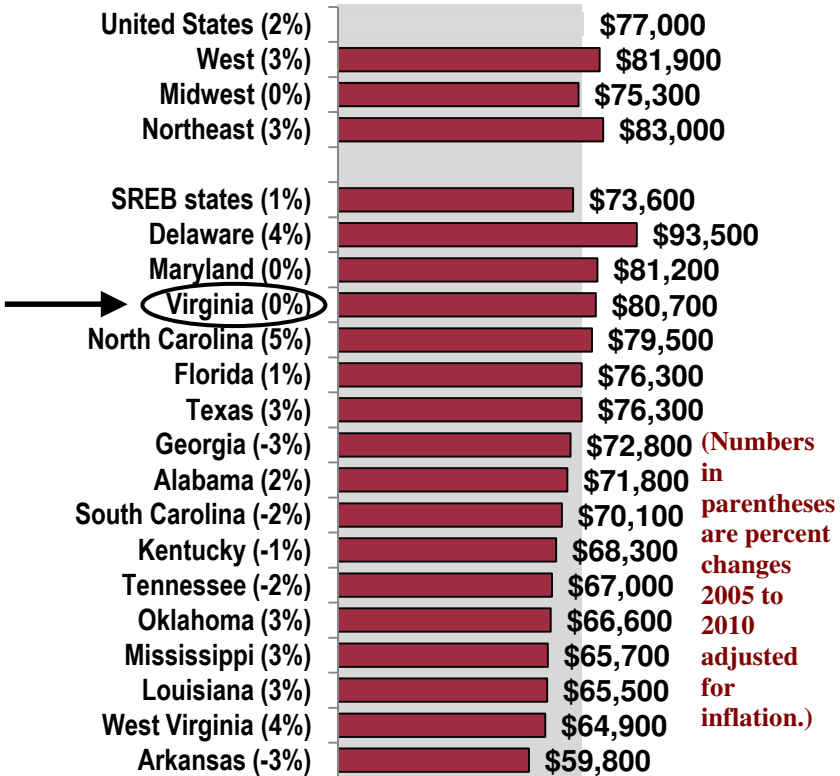 United States (2%) $77,000
West (3%) $81,900
Midwest (0%) $75,300
Northeast (3%) $83,000
SREB states (1%) $73,600
Delaware (4%) $93,500
Maryland (0%) $81,200
Virginia (0%) $80,700
North Carolina (5%) $79,500
Florida (1%) $76,300
Texas (3%) $76,300
Georgia (-3%) $72,800
Alabama (2%) $71,800
South Carolina (-2%) $70,100
Kentucky (-1%) $68,300
Tennessee (-2%) $67,000
Oklahoma (3%) $66,600
Mississippi (3%) $65,700
Louisiana (3%) $65,500
West Virginia (4%) $64,900
Arkansas (-3%) $59,800
(Numbers
in
parentheses
are percent
changes
2005 to
2010
adjusted
for
inflation.)